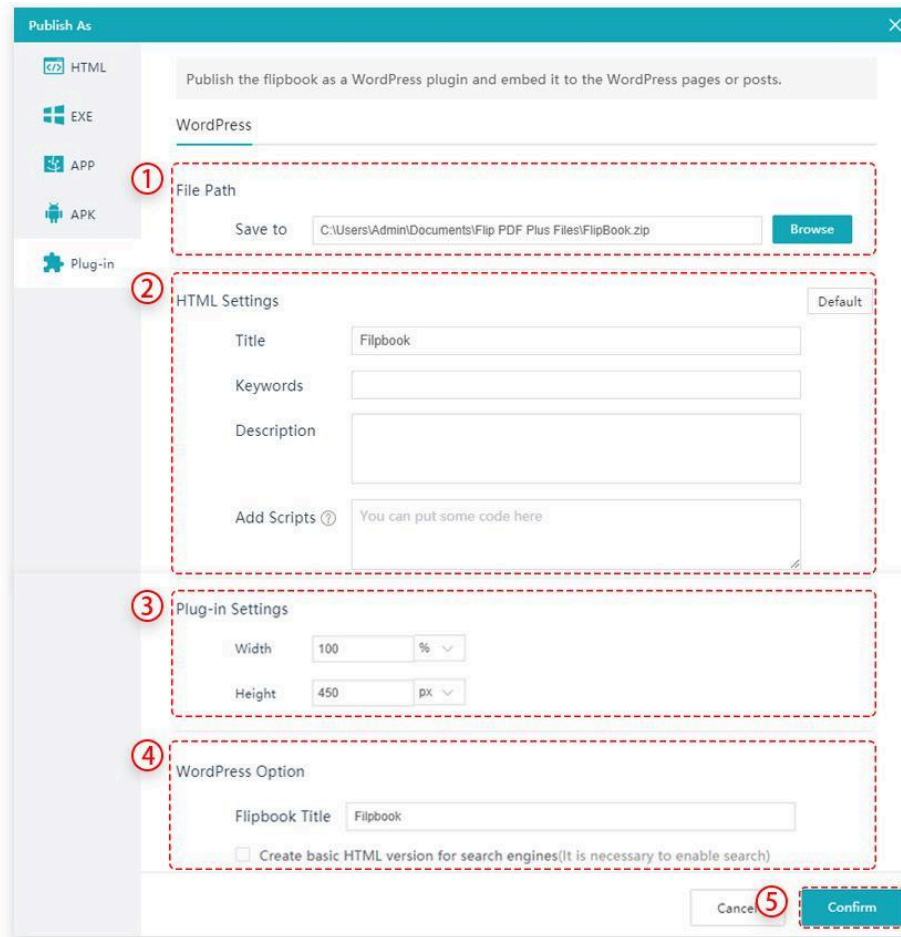 Publish As
HTML
EXE
APP
APK
Plug-in
Publish the flipbook as a WordPress plugin and embed it to the WordPress pages or posts.
WordPress
①
File Path
Save to C:\Users\Admin\Documents\Flip PDF Plus Files\FlipBook.zip Browse
②
HTML Settings Default
Title Filpbook
Keywords
Description
Add Scripts ? You can put some code here
③
Plug-in Settings
Width 100 %
Height 450 px
④
WordPress Option
Flipbook Title Filpbook
Create basic HTML version for search engines(It is necessary to enable search)
Cancel ⑤ Confirm